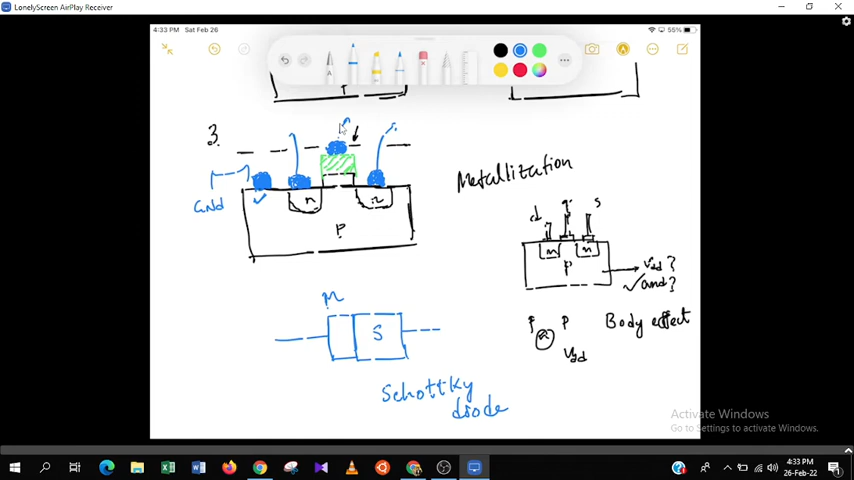 LonelyScreen AirPlay Receiver
4:33 PM Sat Feb 26
55%
A
3.
Metallization
GND
n
n
P
d
g
s
n
n
P
Vdd ?
✓ GND ?
P
Body effect
Vdd
M
S
Schottky
diode
Activate Windows
Go to Settings to activate Windows.
4:33 PM
26-Feb-22